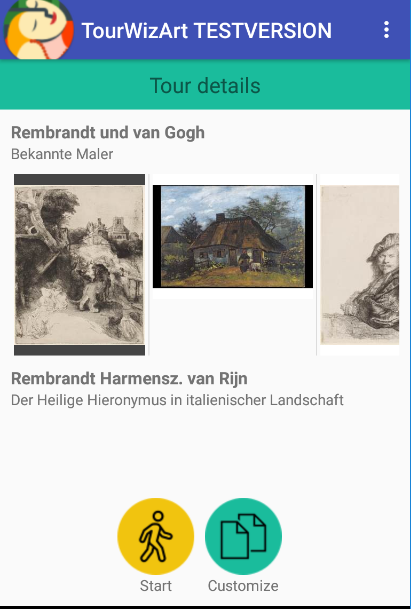 TourWizArt TESTVERSION
Tour details
Rembrandt und van Gogh
Bekannte Maler
Rembrandt Harmensz. van Rijn
Der Heilige Hieronymus in italienischer Landschaft
Start
Customize